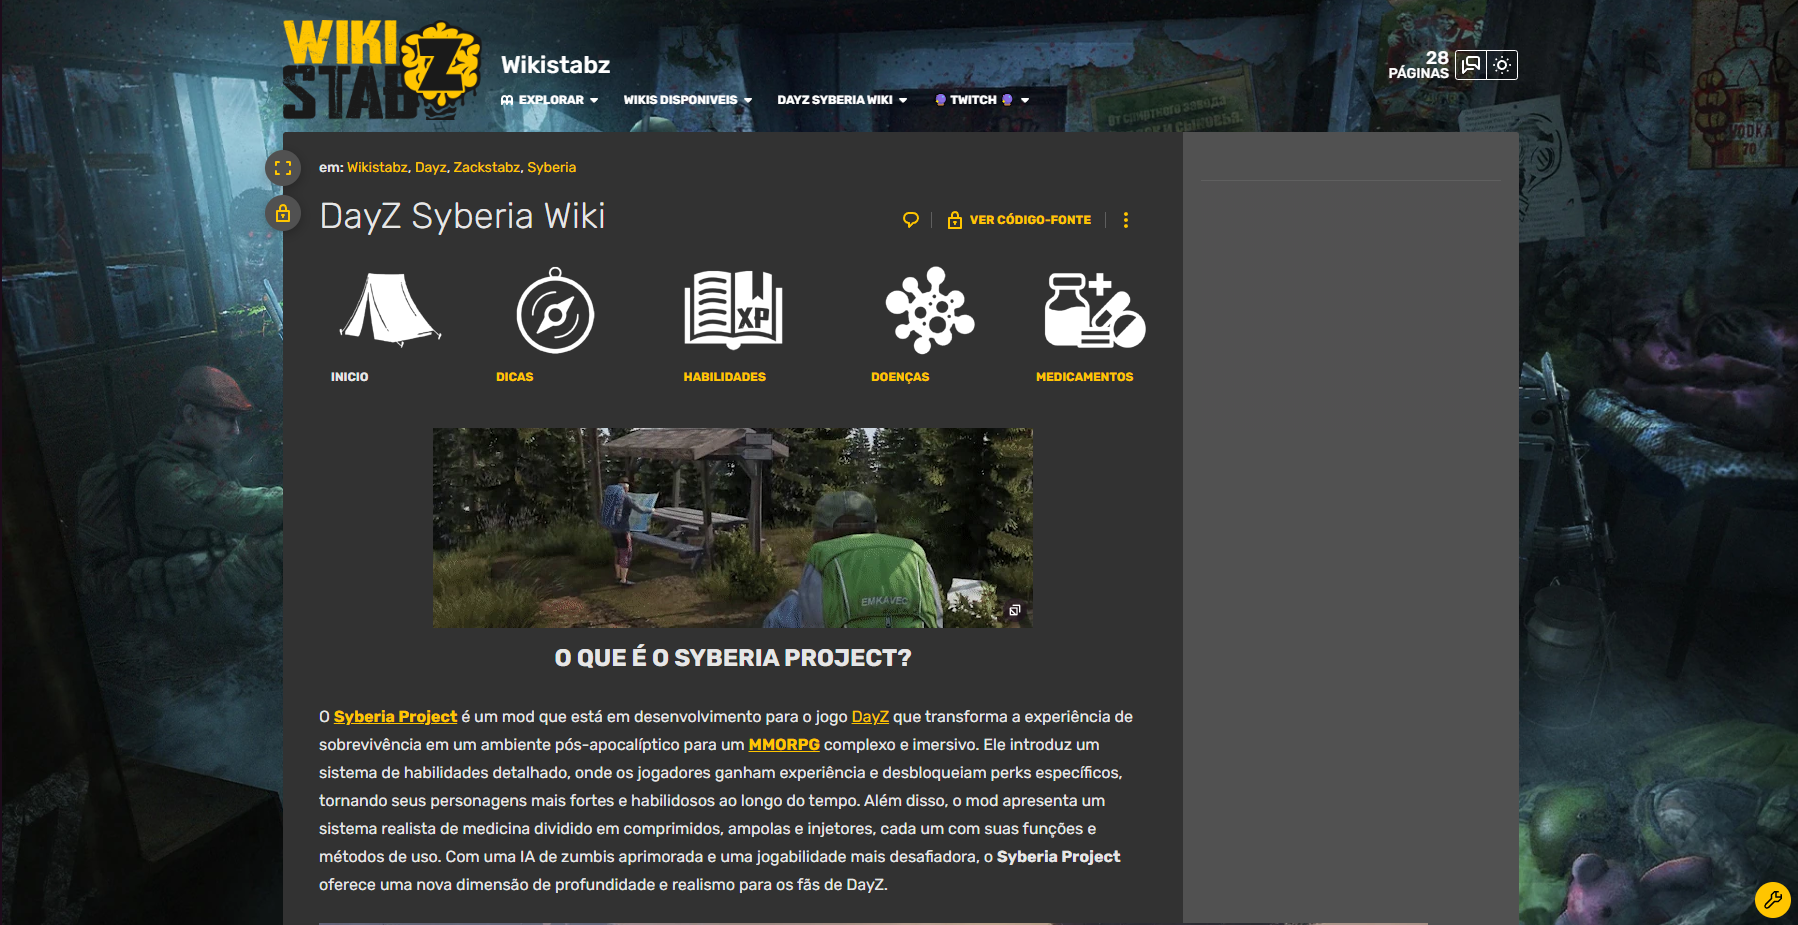 WIKI
STABZ
Wikistabz
28
PÁGINAS
EXPLORAR
WIKIS DISPONIVEIS
DAYZ SYBERIA WIKI
TWITCH
VODKA
70
em: Wikistabz, Dayz, Zackstabz, Syberia
DayZ Syberia Wiki
VER CÓDIGO-FONTE
XP
INICIO
DICAS
HABILIDADES
DOENÇAS
MEDICAMENTOS
EMKAVEC
O QUE É O SYBERIA PROJECT?
O Syberia Project é um mod que está em desenvolvimento para o jogo DayZ que transforma a experiência de
sobrevivência em um ambiente pós-apocalíptico para um MMORPG complexo e imersivo. Ele introduz um
sistema de habilidades detalhado, onde os jogadores ganham experiência e desbloqueiam perks específicos,
tornando seus personagens mais fortes e habilidosos ao longo do tempo. Além disso, o mod apresenta um
sistema realista de medicina dividido em comprimidos, ampolas e injetores, cada um com suas funções e
métodos de uso. Com uma IA de zumbis aprimorada e uma jogabilidade mais desafiadora, o Syberia Project
oferece uma nova dimensão de profundidade e realismo para os fãs de DayZ.